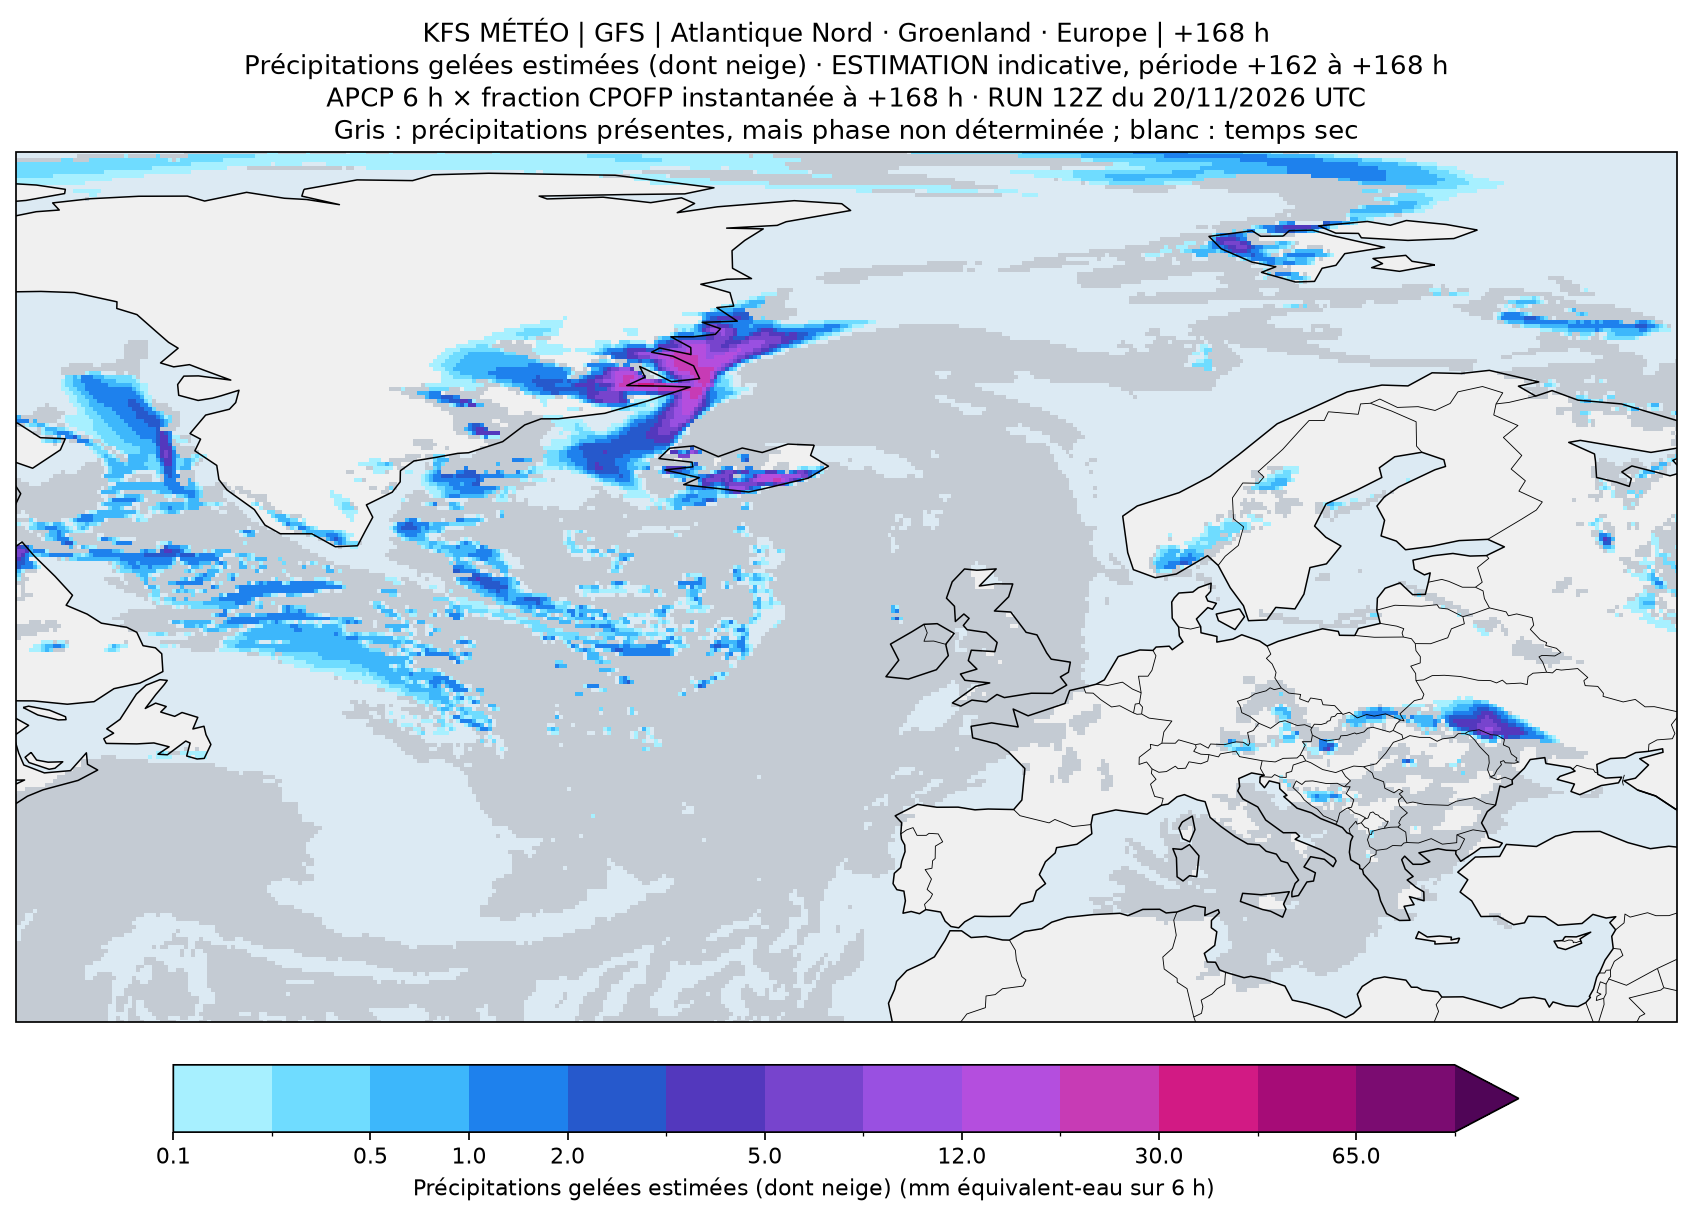 KFS MÉTÉO | GFS | Atlantique Nord · Groenland · Europe | +168 h
Précipitations gelées estimées (dont neige) · ESTIMATION indicative, période +162 à +168 h
APCP 6 h × fraction CPOFP instantanée à +168 h · RUN 12Z du 20/11/2026 UTC
Gris : précipitations présentes, mais phase non déterminée ; blanc : temps sec
0.1 0.5 1.0 2.0 5.0 12.0 30.0 65.0
Précipitations gelées estimées (dont neige) (mm équivalent-eau sur 6 h)